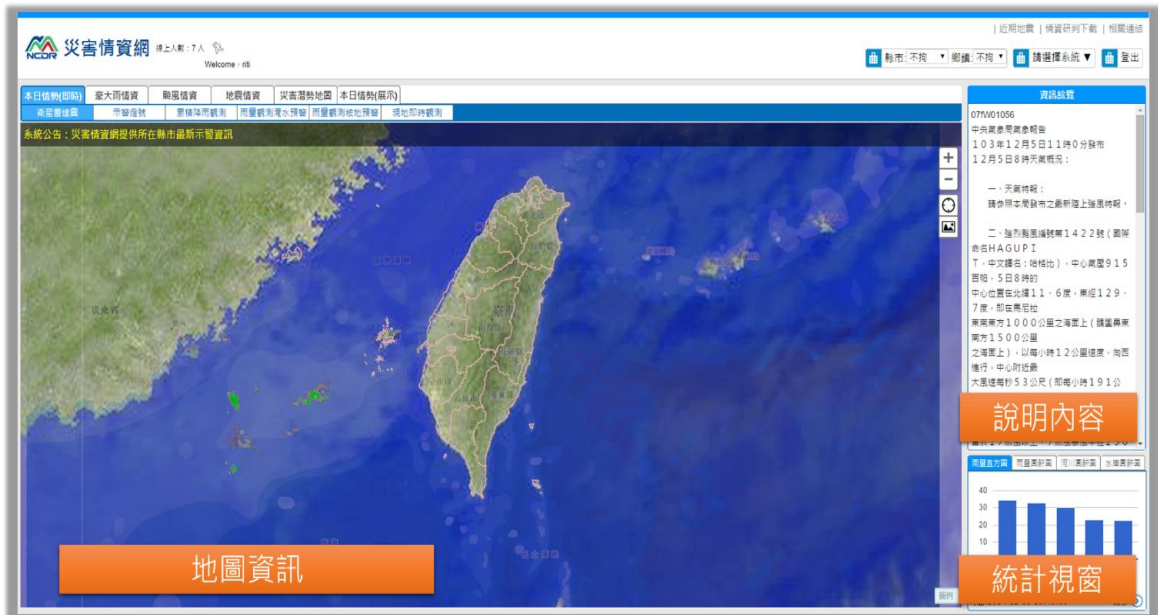 | 近期地震 | 情資研判下載 | 相關連結
NCDR 災害情資網 線上人數：7人
Welcome，riti
縣市: 不拘 鄉鎮: 不拘 請選擇系統 ▼ 登出
本日情勢(即時) 豪大雨情資 颱風情資 地震情資 災害潛勢地圖 本日情勢(展示)
衛星雷達圖 示警燈號 累積降雨觀測 雨量觀測淹水預警 雨量觀測坡地預警 現地即時觀測
系統公告：災害情資網提供所在縣市最新示警資訊
+
−
地圖資訊
圖例
資訊綜覽
07fW01056
中央氣象局氣象報告
１０３年１２月５日１１時０分發布
１２月５日８時天氣概況：
一、天氣特報：
請參照本局發布之最新陸上強風特報。
二、強烈颱風編號第１４２２號（國際
命名ＨＡＧＵＰＩ
Ｔ，中文譯名：哈格比），中心氣壓９１５
百帕，５日８時的
中心位置在北緯１１．６度，東經１２９．
７度，即在馬尼拉
東南東方１０００公里之海面上（鵝鑾鼻東
南方１５００公里
之海面上），以每小時１２公里速度，向西
進行。中心附近最
大風速每秒５３公尺（即每小時１９１公
說明內容
雨量直方圖 雨量圓餅圖 河川圓餅圖 水庫圓餅圖
40
30
20
10
統計視窗